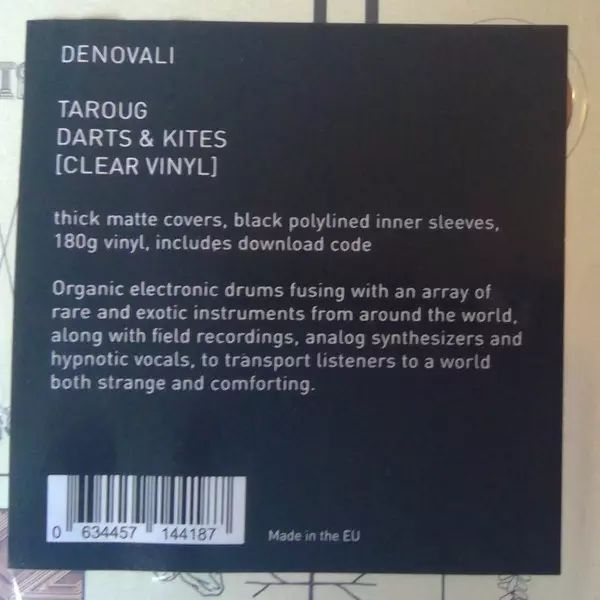 DENOVALI
TAROUG
DARTS & KITES
[CLEAR VINYL]
thick matte covers, black polylined inner sleeves,
180g vinyl, includes download code
Organic electronic drums fusing with an array of
rare and exotic instruments from around the world,
along with field recordings, analog synthesizers and
hypnotic vocals, to transport listeners to a world
both strange and comforting.
0 634457 144187
Made in the EU